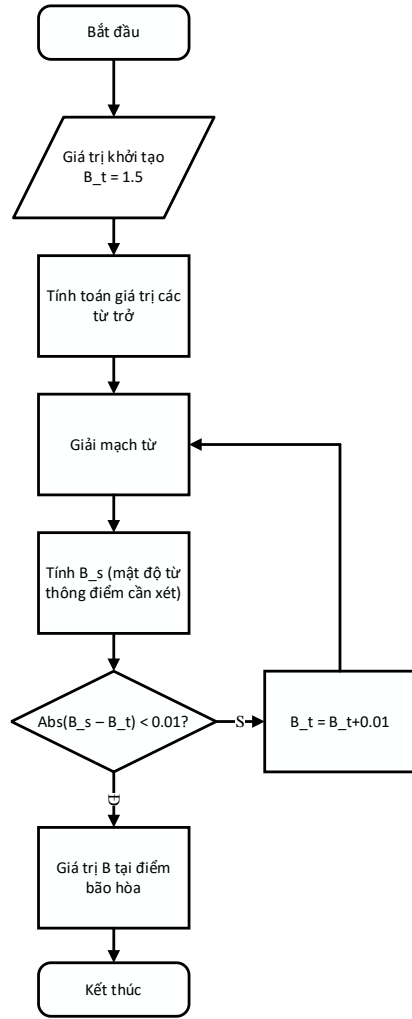 Bắt đầu
Giá trị khởi tạo
B_t = 1.5
Tính toán giá trị các
từ trở
Giải mạch từ
Tính B_s (mật độ từ
thông điểm cần xét)
Abs(B_s – B_t) < 0.01?
S
B_t = B_t+0.01
Đ
Giá trị B tại điểm
bão hòa
Kết thúc